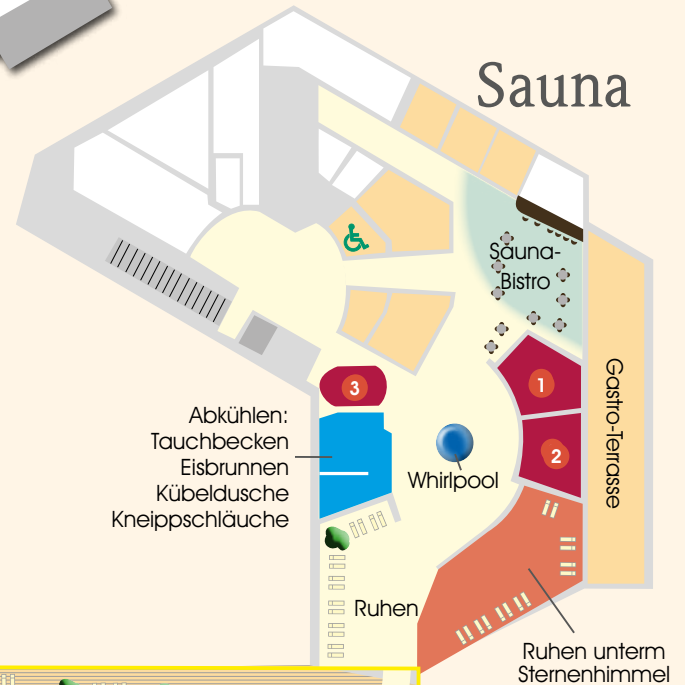 Sauna
Sauna-
Bistro
1
3
Gastro-Terrasse
Abkühlen:
Tauchbecken
Eisbrunnen
Kübeldusche
Kneippschläuche
2
Whirlpool
Ruhen
Ruhen unterm
Sternenhimmel